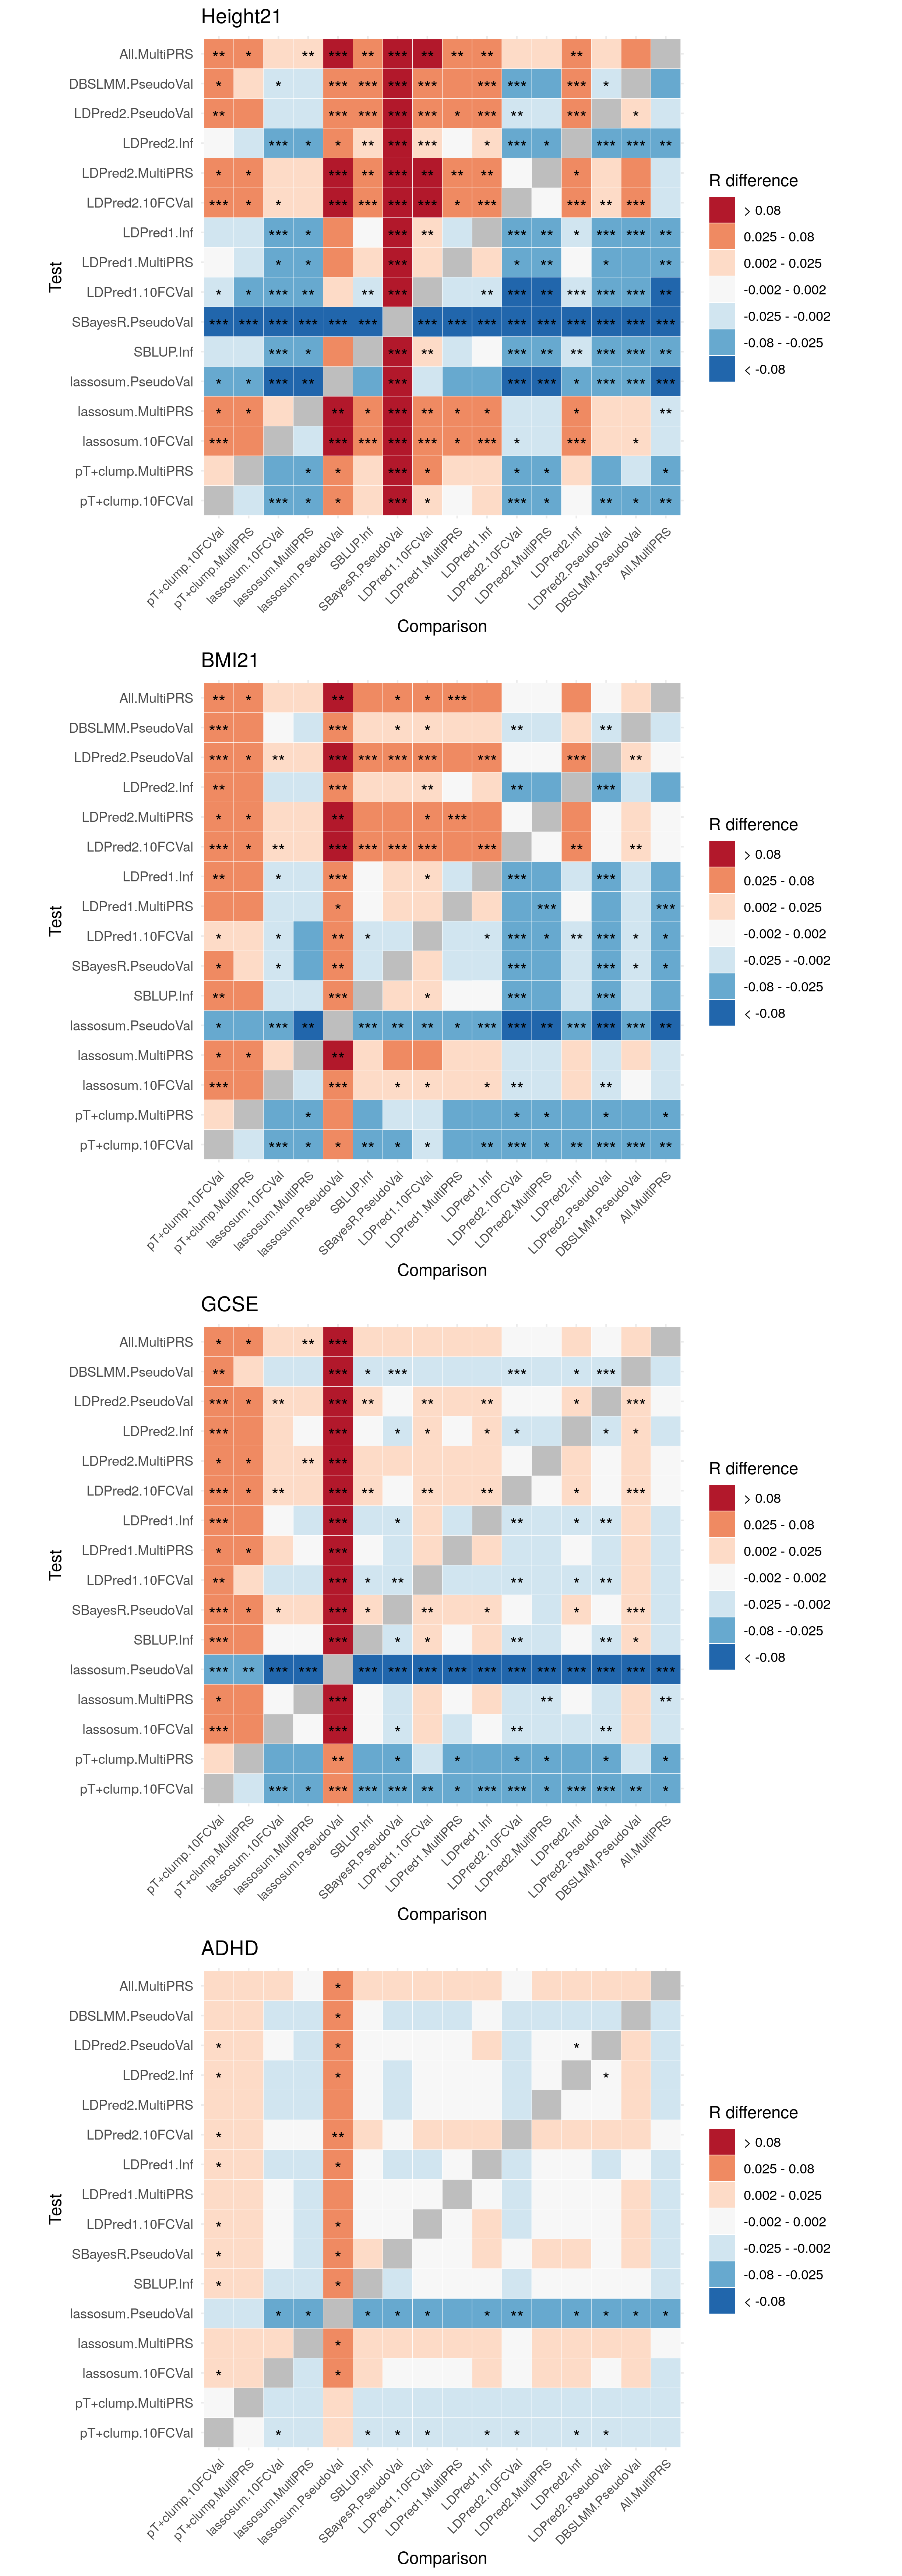 Height21
All.MultiPRS ** * ** *** ** *** ** ** ** **
DBSLMM.PseudoVal * * *** *** *** *** *** *** *** *
LDPred2.PseudoVal ** *** *** *** *** * *** ** *** *
LDPred2.Inf *** * * ** *** *** * *** * *** *** **
LDPred2.MultiPRS * * *** ** *** ** ** ** *
LDPred2.10FCVal *** * * *** *** *** *** * *** *** ** ***
LDPred1.Inf *** * *** ** *** ** * *** *** **
LDPred1.MultiPRS * * *** * ** * **
LDPred1.10FCVal * * *** ** ** *** ** *** ** *** *** *** **
SBayesR.PseudoVal *** *** *** *** *** *** *** *** *** *** *** *** *** *** ***
SBLUP.Inf *** * *** ** *** ** ** *** *** **
lassosum.PseudoVal * * *** ** *** *** *** * *** *** ***
lassosum.MultiPRS * * ** * *** ** * * * **
lassosum.10FCVal *** *** *** *** *** * *** * *** *
pT+clump.MultiPRS * * *** * * * *
pT+clump.10FCVal *** * * *** * *** * ** * **
Test
pT+clump.10FCVal
pT+clump.MultiPRS
lassosum.10FCVal
lassosum.MultiPRS
lassosum.PseudoVal
SBLUP.Inf
SBayesR.PseudoVal
LDPred1.10FCVal
LDPred1.MultiPRS
LDPred1.Inf
LDPred2.10FCVal
LDPred2.MultiPRS
LDPred2.Inf
LDPred2.PseudoVal
DBSLMM.PseudoVal
All.MultiPRS
Comparison
R difference
> 0.08
0.025 - 0.08
0.002 - 0.025
-0.002 - 0.002
-0.025 - -0.002
-0.08 - -0.025
< -0.08
BMI21
All.MultiPRS ** * ** * * ***
DBSLMM.PseudoVal *** *** * * ** **
LDPred2.PseudoVal *** * ** *** *** *** *** *** *** **
LDPred2.Inf ** *** ** ** ***
LDPred2.MultiPRS * * ** * ***
LDPred2.10FCVal *** * ** *** *** *** *** *** ** **
LDPred1.Inf ** * *** * *** ***
LDPred1.MultiPRS * *** ***
LDPred1.10FCVal * * ** * * *** * ** *** * *
SBayesR.PseudoVal * * ** *** *** * *
SBLUP.Inf ** *** * *** ***
lassosum.PseudoVal * *** ** *** ** ** * *** *** ** *** *** *** **
lassosum.MultiPRS * * **
lassosum.10FCVal *** *** * * * ** **
pT+clump.MultiPRS * * * * *
pT+clump.10FCVal *** * * ** * * ** *** * ** *** *** **
Test
pT+clump.10FCVal
pT+clump.MultiPRS
lassosum.10FCVal
lassosum.MultiPRS
lassosum.PseudoVal
SBLUP.Inf
SBayesR.PseudoVal
LDPred1.10FCVal
LDPred1.MultiPRS
LDPred1.Inf
LDPred2.10FCVal
LDPred2.MultiPRS
LDPred2.Inf
LDPred2.PseudoVal
DBSLMM.PseudoVal
All.MultiPRS
Comparison
R difference
> 0.08
0.025 - 0.08
0.002 - 0.025
-0.002 - 0.002
-0.025 - -0.002
-0.08 - -0.025
< -0.08
GCSE
All.MultiPRS * * ** ***
DBSLMM.PseudoVal ** *** * *** *** * ***
LDPred2.PseudoVal *** * ** *** ** ** ** * ***
LDPred2.Inf *** *** * * * * * *
LDPred2.MultiPRS * * ** ***
LDPred2.10FCVal *** * ** *** ** ** ** * ***
LDPred1.Inf *** *** * ** * **
LDPred1.MultiPRS * * ***
LDPred1.10FCVal ** *** * ** ** * **
SBayesR.PseudoVal *** * * *** * ** * * ***
SBLUP.Inf *** *** * * ** ** *
lassosum.PseudoVal *** ** *** *** *** *** *** *** *** *** *** *** *** *** ***
lassosum.MultiPRS * *** ** **
lassosum.10FCVal *** *** * ** **
pT+clump.MultiPRS ** * * * * * *
pT+clump.10FCVal *** * *** *** *** ** * *** *** * *** *** ** *
Test
pT+clump.10FCVal
pT+clump.MultiPRS
lassosum.10FCVal
lassosum.MultiPRS
lassosum.PseudoVal
SBLUP.Inf
SBayesR.PseudoVal
LDPred1.10FCVal
LDPred1.MultiPRS
LDPred1.Inf
LDPred2.10FCVal
LDPred2.MultiPRS
LDPred2.Inf
LDPred2.PseudoVal
DBSLMM.PseudoVal
All.MultiPRS
Comparison
R difference
> 0.08
0.025 - 0.08
0.002 - 0.025
-0.002 - 0.002
-0.025 - -0.002
-0.08 - -0.025
< -0.08
ADHD
All.MultiPRS *
DBSLMM.PseudoVal *
LDPred2.PseudoVal * * *
LDPred2.Inf * * *
LDPred2.MultiPRS
LDPred2.10FCVal * **
LDPred1.Inf * *
LDPred1.MultiPRS
LDPred1.10FCVal * *
SBayesR.PseudoVal * *
SBLUP.Inf * *
lassosum.PseudoVal * * * * * * ** * * * *
lassosum.MultiPRS *
lassosum.10FCVal * *
pT+clump.MultiPRS
pT+clump.10FCVal * * * * * * * *
Test
pT+clump.10FCVal
pT+clump.MultiPRS
lassosum.10FCVal
lassosum.MultiPRS
lassosum.PseudoVal
SBLUP.Inf
SBayesR.PseudoVal
LDPred1.10FCVal
LDPred1.MultiPRS
LDPred1.Inf
LDPred2.10FCVal
LDPred2.MultiPRS
LDPred2.Inf
LDPred2.PseudoVal
DBSLMM.PseudoVal
All.MultiPRS
Comparison
R difference
> 0.08
0.025 - 0.08
0.002 - 0.025
-0.002 - 0.002
-0.025 - -0.002
-0.08 - -0.025
< -0.08